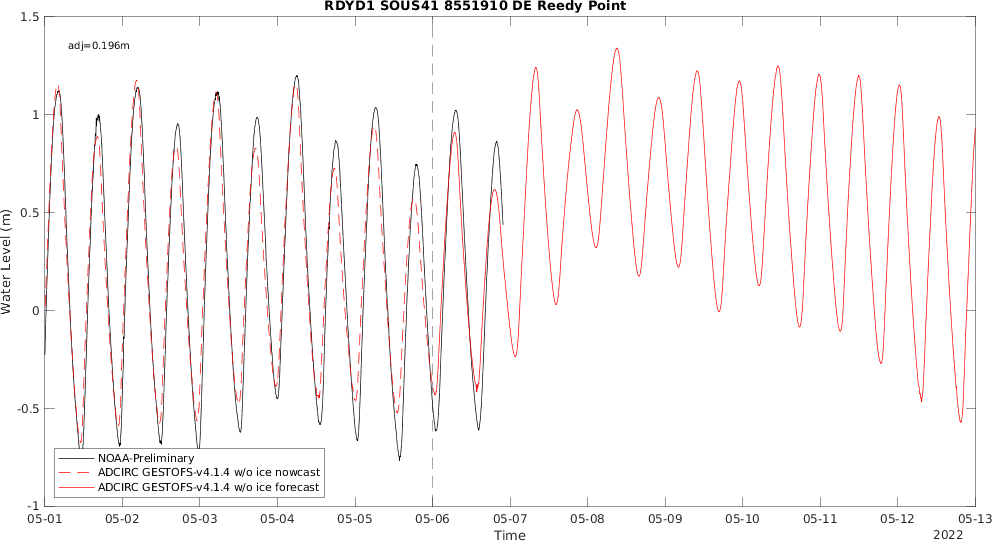 RDYD1 SOUS41 8551910 DE Reedy Point
1.5
adj=0.196m
1
0.5
0
-0.5
-1
Water Level (m)
NOAA-Preliminary
ADCIRC GESTOFS-v4.1.4 w/o ice nowcast
ADCIRC GESTOFS-v4.1.4 w/o ice forecast
05-01 05-02 05-03 05-04 05-05 05-06 05-07 05-08 05-09 05-10 05-11 05-12 05-13
Time
2022